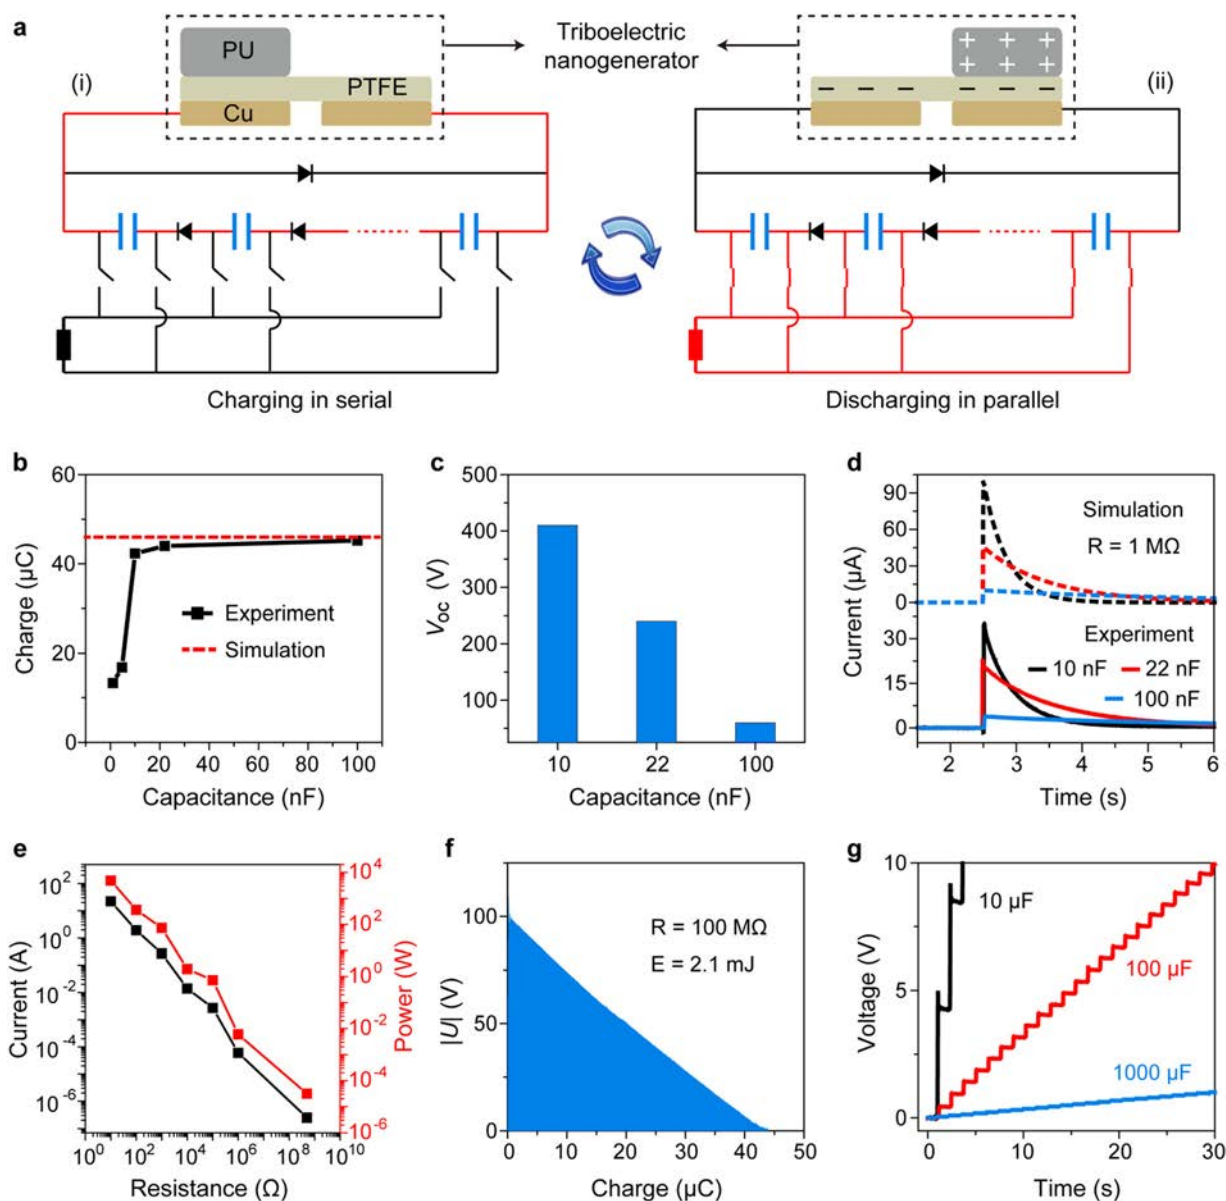 a
PU
Triboelectric
nanogenerator
+ + +
+ + +
(i)
PTFE
− − − − − −
(ii)
Cu
Charging in serial
Discharging in parallel
b
60
40
20
0
Charge (µC)
Experiment
Simulation
0 20 40 60 80 100
Capacitance (nF)
c
500
400
300
200
100
V_oc (V)
10 22 100
Capacitance (nF)
d
90
60
30
0
30
15
0
Current (µA)
Simulation
R = 1 MΩ
Experiment
10 nF 22 nF
100 nF
2 3 4 5 6
Time (s)
e
10² 10⁰ 10⁻² 10⁻⁴ 10⁻⁶
Current (A)
10⁴ 10² 10⁰ 10⁻² 10⁻⁴ 10⁻⁶
Power (W)
10⁰ 10² 10⁴ 10⁶ 10⁸ 10¹⁰
Resistance (Ω)
f
100
50
0
|U| (V)
R = 100 MΩ
E = 2.1 mJ
0 10 20 30 40 50
Charge (µC)
g
10
5
0
Voltage (V)
10 µF
100 µF
1000 µF
0 10 20 30
Time (s)